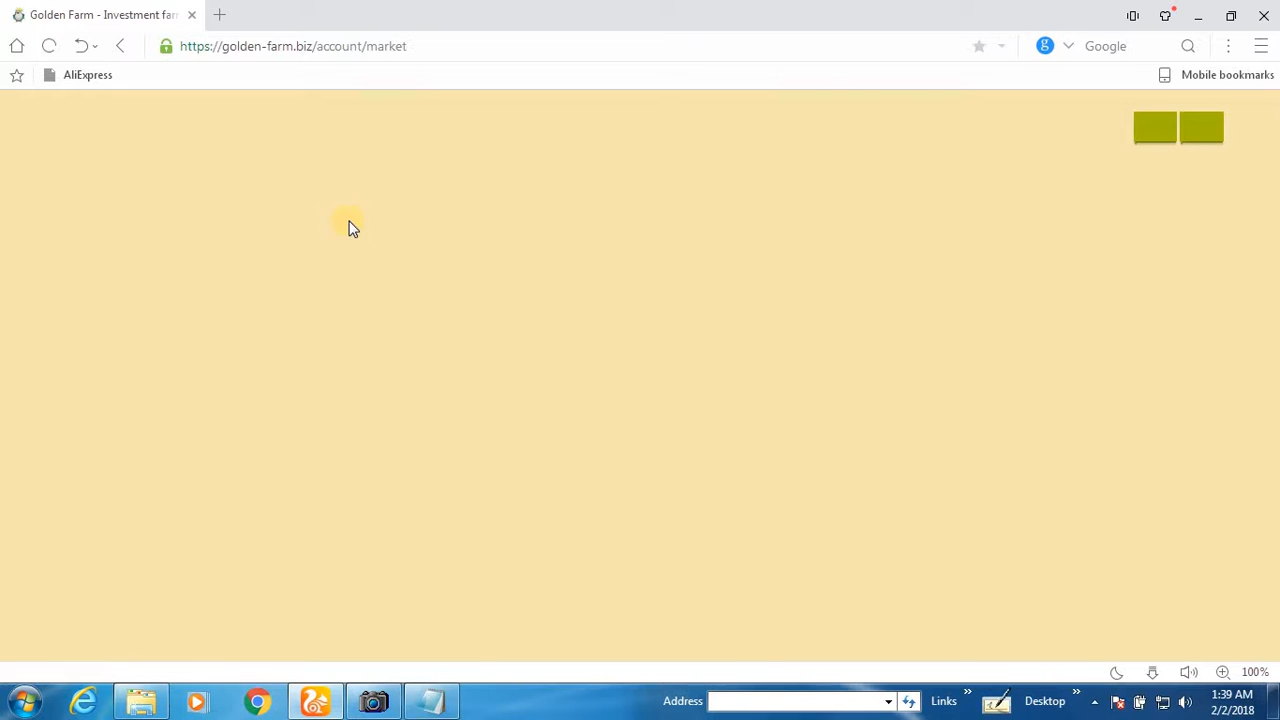 Golden Farm - Investment farm
https://golden-farm.biz/account/market
Google
AliExpress
Mobile bookmarks
100%
Address
Links
Desktop
1:39 AM
2/2/2018